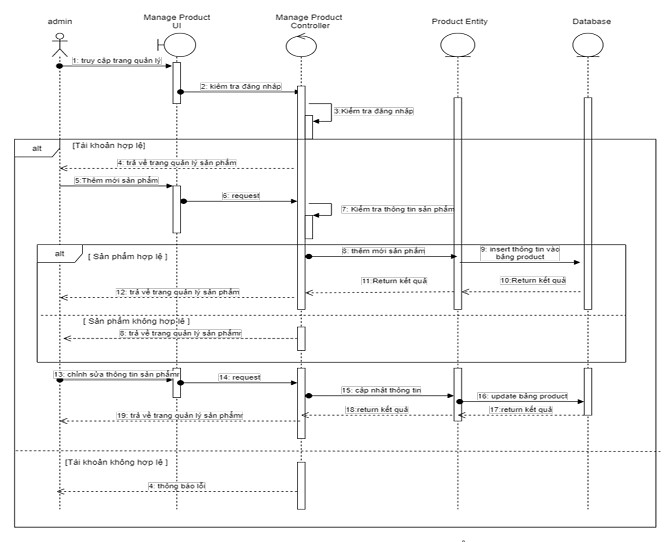 admin
Manage Product
UI
Manage Product
Controller
Product Entity
Database
1: truy cập trang quản lý
2: kiểm tra đăng nhập
3:Kiểm tra đăng nhập
alt
[Tài khoản hợp lệ]
4: trả về trang quản lý sản phẩm
5:Thêm mới sản phẩm
6: request
7: Kiểm tra thông tin sản phẩm
alt
[ Sản phẩm hợp lệ ]
8: thêm mới sản phẩm
9: insert thông tin vào
bảng product
10:Return kết quả
11:Return kết quả
12: trả về trang quản lý sản phẩm
[ Sản phẩm không hợp lệ ]
8: trả về trang quản lý sản phẩmr
13: chỉnh sửa thông tin sản phẩmr
14: request
15: cập nhật thông tin
16: update bảng product
17:return kết quả
18:return kết quả
19: trả về trang quản lý sản phẩmr
[Tài khoản không hợp lệ ]
4: thông báo lỗi